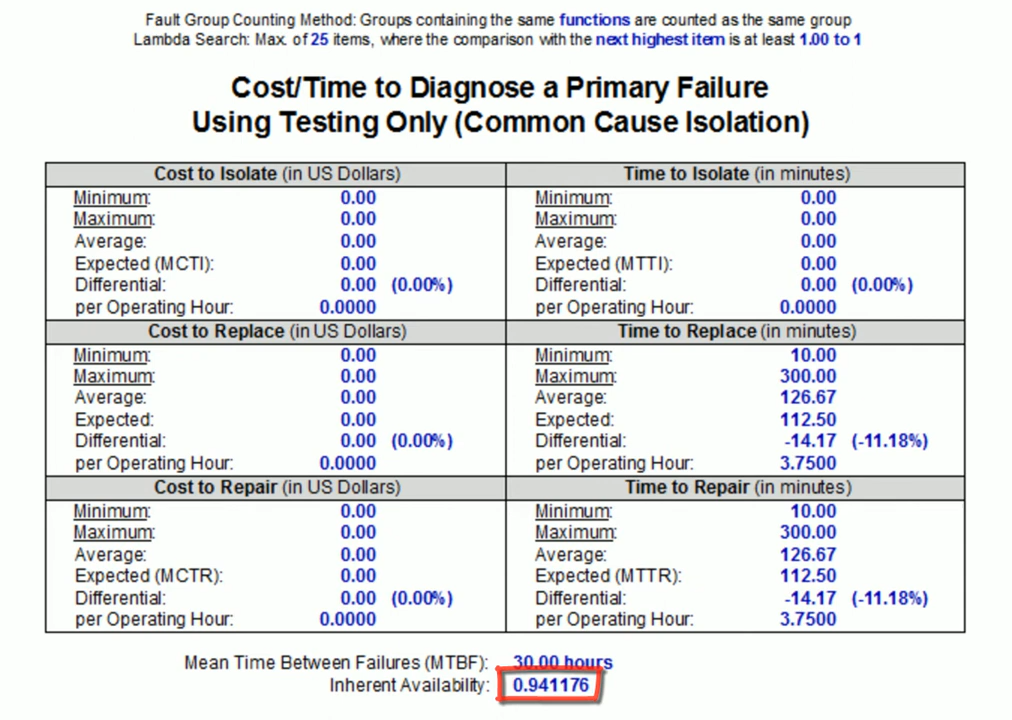 Fault Group Counting Method: Groups containing the same functions are counted as the same group
Lambda Search: Max. of 25 items, where the comparison with the next highest item is at least 1.00 to 1
Cost/Time to Diagnose a Primary Failure
Using Testing Only (Common Cause Isolation)
Cost to Isolate (in US Dollars)
Minimum: 0.00
Maximum: 0.00
Average: 0.00
Expected (MCTI): 0.00
Differential: 0.00 (0.00%)
per Operating Hour: 0.0000
Time to Isolate (in minutes)
Minimum: 0.00
Maximum: 0.00
Average: 0.00
Expected (MTTI): 0.00
Differential: 0.00 (0.00%)
per Operating Hour: 0.0000
Cost to Replace (in US Dollars)
Minimum: 0.00
Maximum: 0.00
Average: 0.00
Expected: 0.00
Differential: 0.00 (0.00%)
per Operating Hour: 0.0000
Time to Replace (in minutes)
Minimum: 10.00
Maximum: 300.00
Average: 126.67
Expected: 112.50
Differential: -14.17 (-11.18%)
per Operating Hour: 3.7500
Cost to Repair (in US Dollars)
Minimum: 0.00
Maximum: 0.00
Average: 0.00
Expected (MCTR): 0.00
Differential: 0.00 (0.00%)
per Operating Hour: 0.0000
Time to Repair (in minutes)
Minimum: 10.00
Maximum: 300.00
Average: 126.67
Expected (MTTR): 112.50
Differential: -14.17 (-11.18%)
per Operating Hour: 3.7500
Mean Time Between Failures (MTBF): 30.00 hours
Inherent Availability: 0.941176